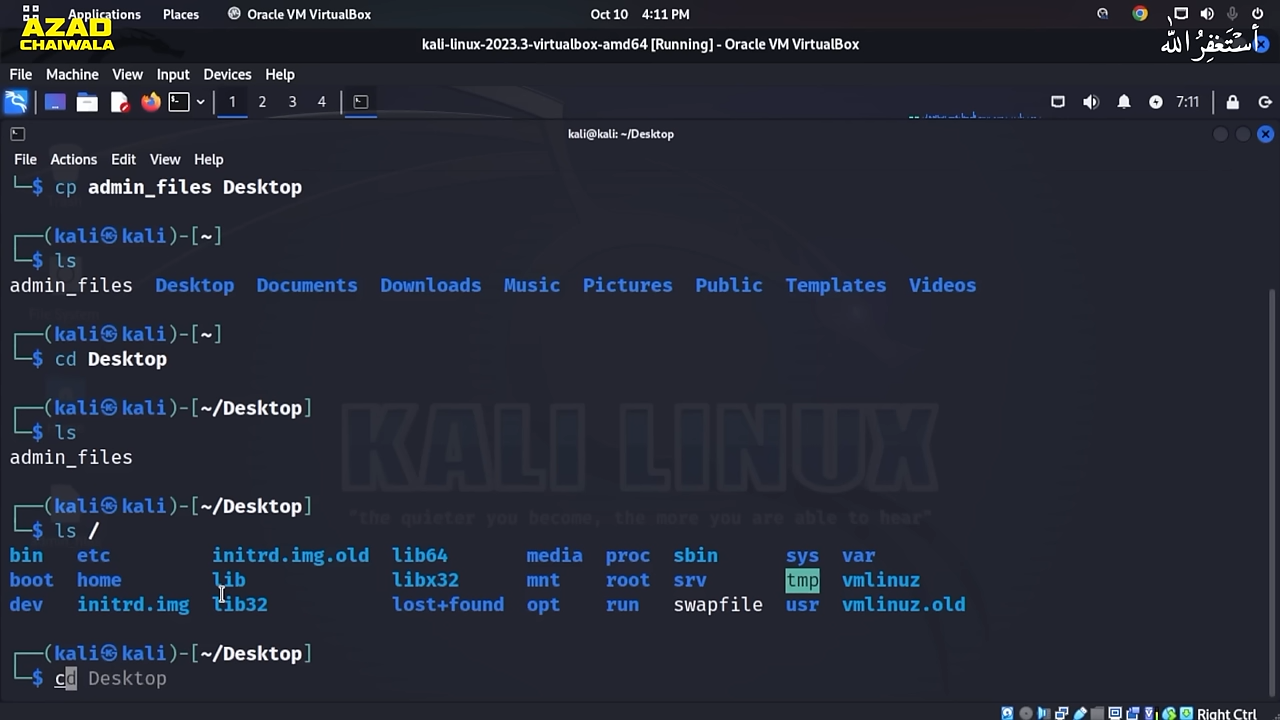 Applications Places Oracle VM VirtualBox Oct 10 4:11 PM
AZAD
CHAIWALA
أستغفر الله
kali-linux-2023.3-virtualbox-amd64 [Running] - Oracle VM VirtualBox
File Machine View Input Devices Help
1 2 3 4 7:11
kali@kali: ~/Desktop
File Actions Edit View Help
└─$ cp admin_files Desktop
┌──(kali㉿kali)-[~]
└─$ ls
admin_files Desktop Documents Downloads Music Pictures Public Templates Videos
┌──(kali㉿kali)-[~]
└─$ cd Desktop
┌──(kali㉿kali)-[~/Desktop]
└─$ ls
admin_files
┌──(kali㉿kali)-[~/Desktop]
└─$ ls /
bin etc initrd.img.old lib64 media proc sbin sys var
boot home lib libx32 mnt root srv tmp vmlinuz
dev initrd.img lib32 lost+found opt run swapfile usr vmlinuz.old
┌──(kali㉿kali)-[~/Desktop]
└─$ cd Desktop
KALI LINUX
"the quieter you become, the more you are able to hear"
Right Ctrl